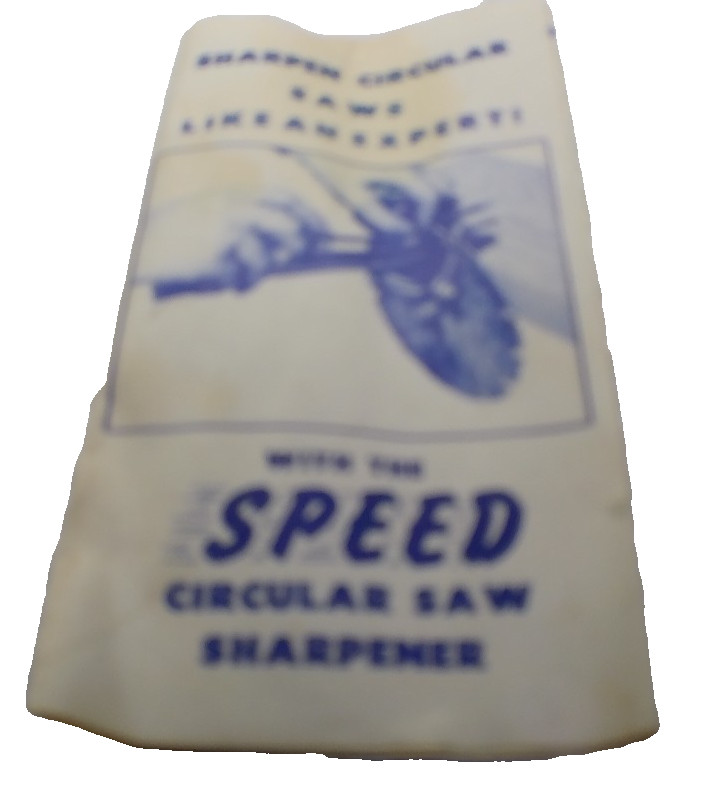 SHARPEN CIRCULAR
SAWS
LIKE AN EXPERT!
WITH THE
SPEED
CIRCULAR SAW
SHARPENER